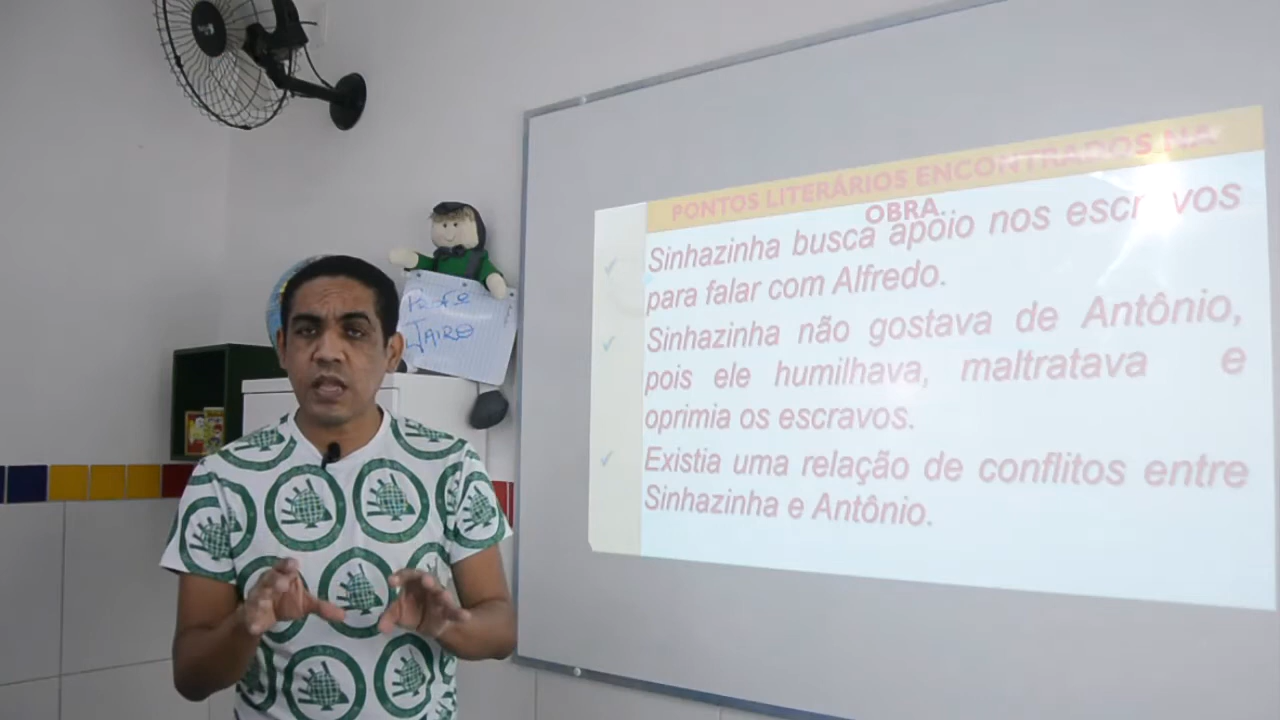 PONTOS LITERÁRIOS ENCONTRADOS NA
OBRA.
Sinhazinha busca apoio nos escravos
para falar com Alfredo.
Sinhazinha não gostava de Antônio,
pois ele humilhava, maltratava e
oprimia os escravos.
Existia uma relação de conflitos entre
Sinhazinha e Antônio.
JAIRO